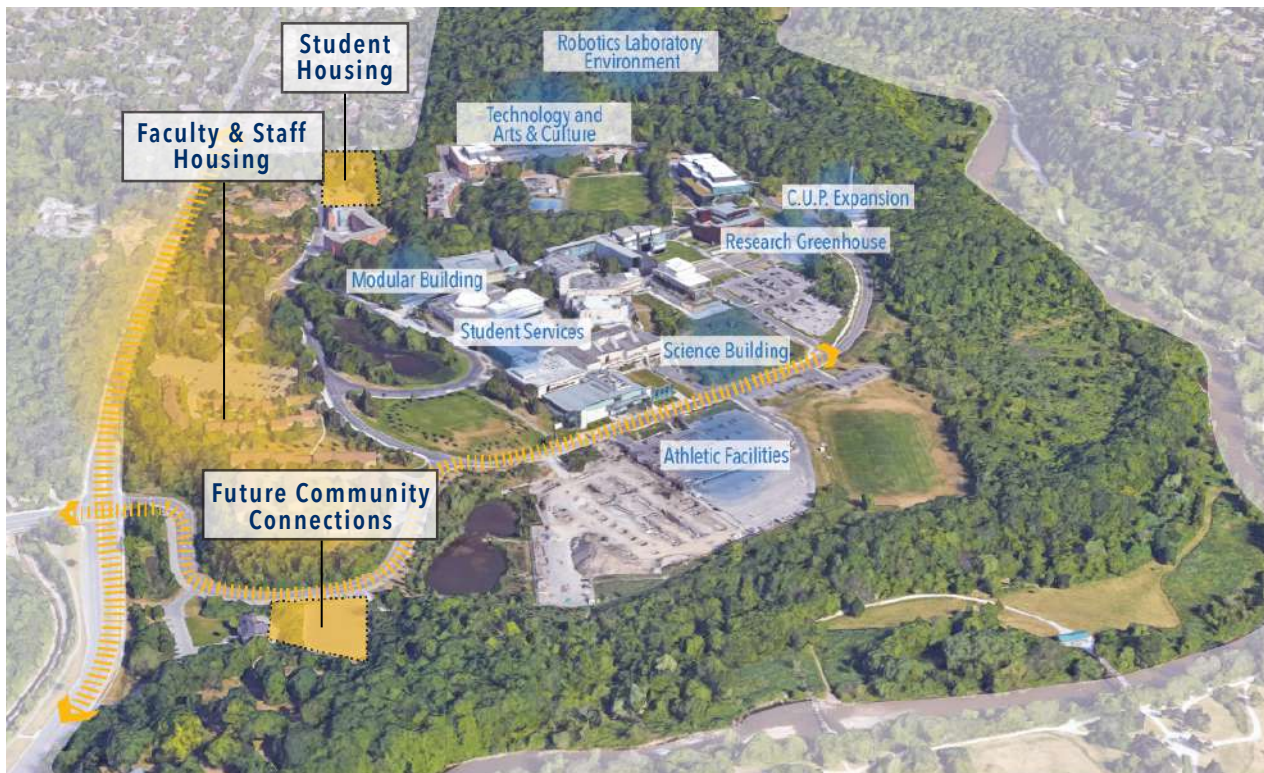 Student
Housing
Robotics Laboratory
Environment
Technology and
Arts & Culture
Faculty & Staff
Housing
C.U.P. Expansion
Research Greenhouse
Modular Building
Student Services
Science Building
Athletic Facilities
Future Community
Connections